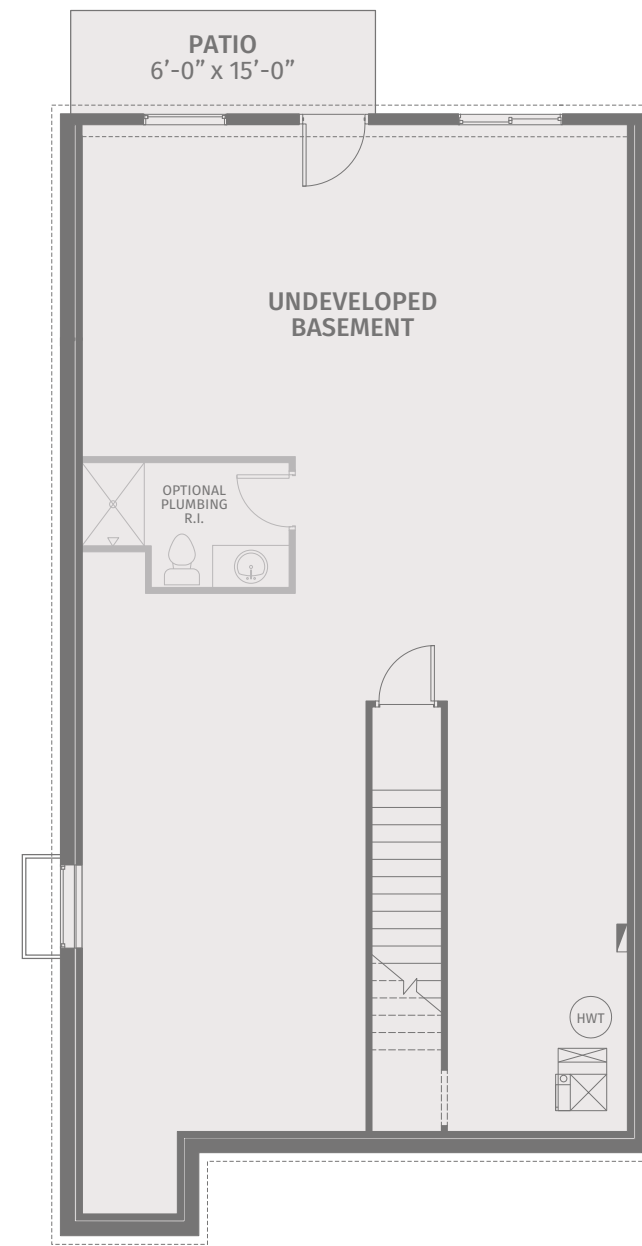 PATIO
6’-0” x 15’-0”
UNDEVELOPED
BASEMENT
OPTIONAL
PLUMBING
R.I.
HWT